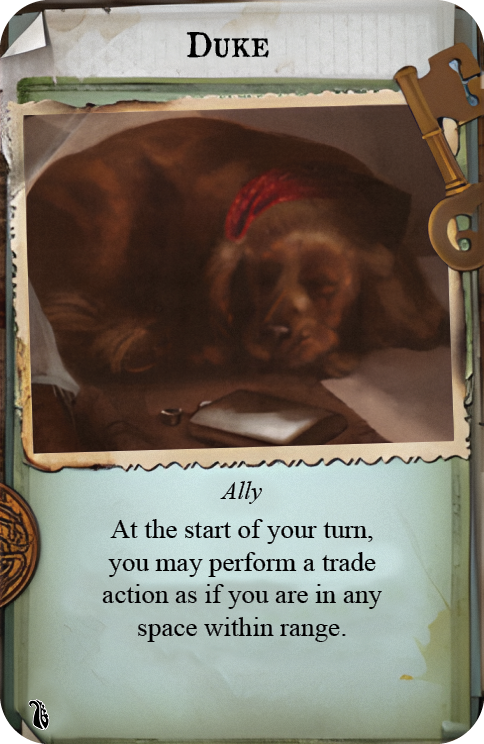 DUKE
Ally
At the start of your turn,
you may perform a trade
action as if you are in any
space within range.